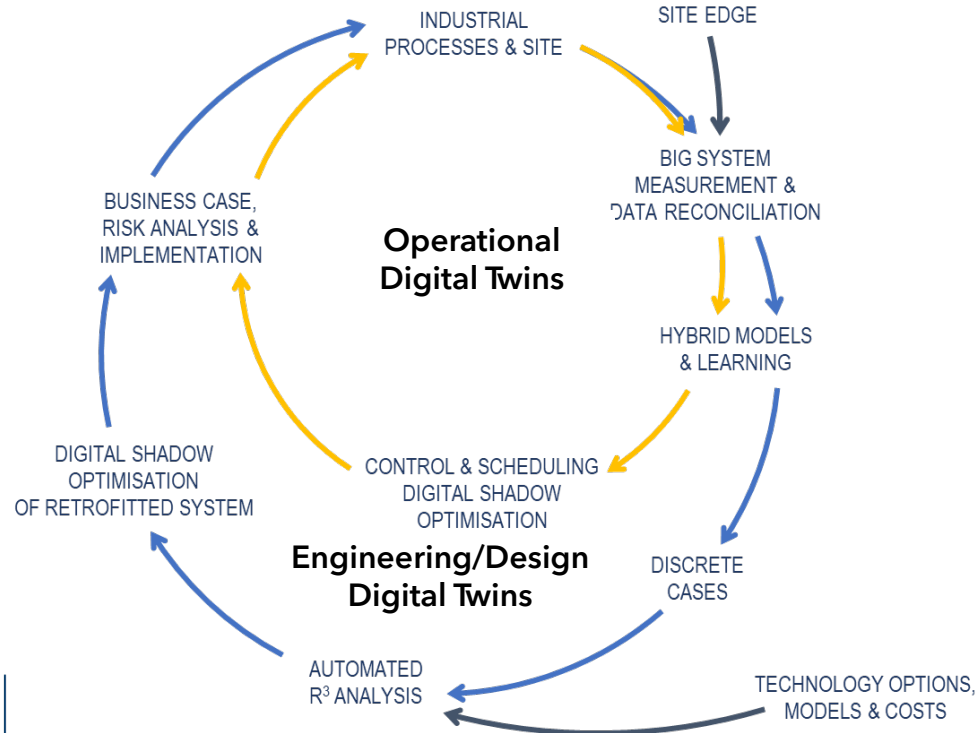 INDUSTRIAL
PROCESSES & SITE
SITE EDGE
BIG SYSTEM
MEASUREMENT &
DATA RECONCILIATION
BUSINESS CASE,
RISK ANALYSIS &
IMPLEMENTATION
Operational
Digital Twins
HYBRID MODELS
& LEARNING
DIGITAL SHADOW
OPTIMISATION
OF RETROFITTED SYSTEM
CONTROL & SCHEDULING
DIGITAL SHADOW
OPTIMISATION
Engineering/Design
Digital Twins
DISCRETE
CASES
AUTOMATED
R³ ANALYSIS
TECHNOLOGY OPTIONS,
MODELS & COSTS